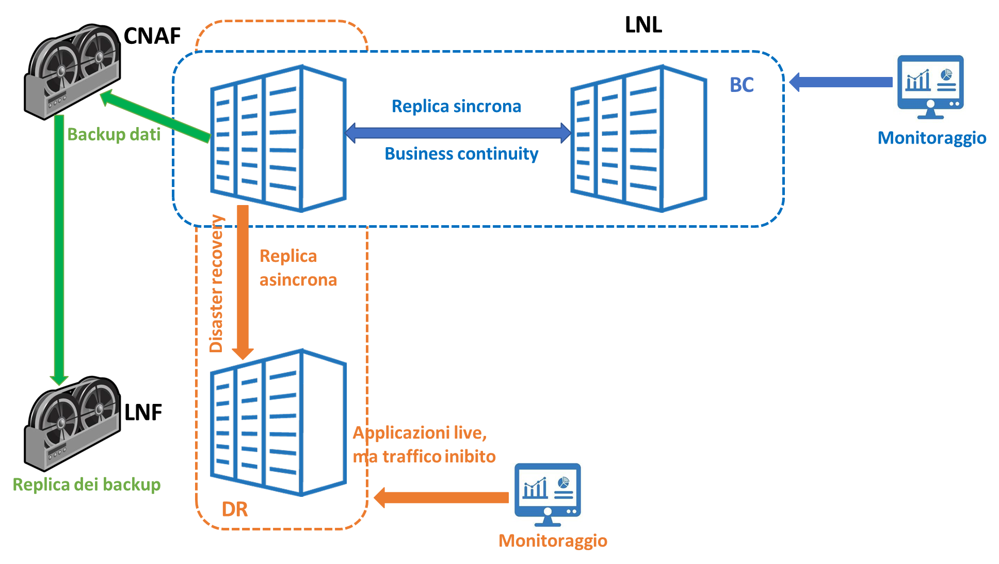 CNAF
LNL
BC
Replica sincrona
Backup dati
Business continuity
Monitoraggio
Disaster recovery
Replica
asincrona
LNF
Applicazioni live,
ma traffico inibito
Replica dei backup
DR
Monitoraggio